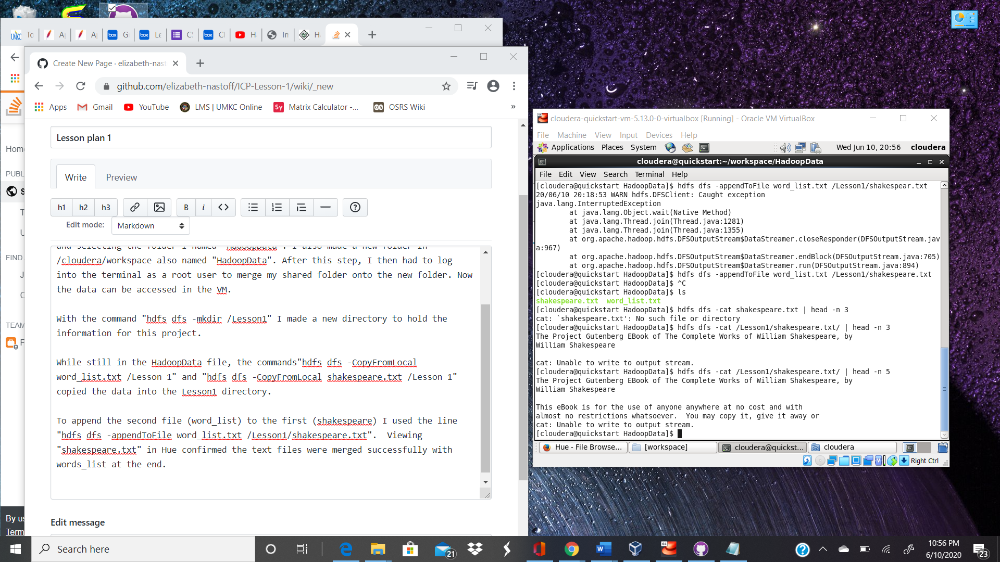 Tc
A
A
G
Le
CS
Cl
H
In
H
Create New Page · elizabeth-nast
github.com/elizabeth-nastoff/ICP-Lesson-1/wiki/_new
Apps Gmail YouTube LMS | UMKC Online Matrix Calculator -... OSRS Wiki »
Hom
PUBL
S
T
U
FIND
J
C
TEAM
F
By us
Term
Lesson plan 1
Write Preview
h1 h2 h3 B i
Edit mode: Markdown
and selecting the folder I named "HadoopData". I also made a new folder in
/cloudera/workspace also named "HadoopData". After this step, I then had to log
into the terminal as a root user to merge my shared folder onto the new folder. Now
the data can be accessed in the VM.
With the command "hdfs dfs -mkdir /Lesson1" I made a new directory to hold the
information for this project.
While still in the HadoopData file, the commands"hdfs dfs -CopyFromLocal
word_list.txt /Lesson 1" and "hdfs dfs -CopyFromLocal shakespeare.txt /Lesson 1"
copied the data into the Lesson1 directory.
To append the second file (word_list) to the first (shakespeare) I used the line
"hdfs dfs -appendToFile word_list.txt /Lesson1/shakespeare.txt".  Viewing
"shakespeare.txt" in Hue confirmed the text files were merged successfully with
words_list at the end.
Edit message
cloudera-quickstart-vm-5.13.0-0-virtualbox [Running] - Oracle VM VirtualBox
File Machine View Input Devices Help
Applications Places System Wed Jun 10, 20:56 cloudera
cloudera@quickstart:~/workspace/HadoopData
File Edit View Search Terminal Help
[cloudera@quickstart HadoopData]$ hdfs dfs -appendToFile word_list.txt /Lesson1/shakespear.txt
20/06/10 20:18:53 WARN hdfs.DFSClient: Caught exception
java.lang.InterruptedException
at java.lang.Object.wait(Native Method)
at java.lang.Thread.join(Thread.java:1281)
at java.lang.Thread.join(Thread.java:1355)
at org.apache.hadoop.hdfs.DFSOutputStream$DataStreamer.closeResponder(DFSOutputStream.jav
a:967)
at org.apache.hadoop.hdfs.DFSOutputStream$DataStreamer.endBlock(DFSOutputStream.java:705)
at org.apache.hadoop.hdfs.DFSOutputStream$DataStreamer.run(DFSOutputStream.java:894)
[cloudera@quickstart HadoopData]$ hdfs dfs -appendToFile word_list.txt /Lesson1/shakespeare.txt
[cloudera@quickstart HadoopData]$ ^C
[cloudera@quickstart HadoopData]$ ls
shakespeare.txt  word_list.txt
[cloudera@quickstart HadoopData]$ hdfs dfs -cat shakespeare.txt | head -n 3
cat: `shakespeare.txt': No such file or directory
[cloudera@quickstart HadoopData]$ hdfs dfs -cat /Lesson1/shakespeare.txt/ | head -n 3
The Project Gutenberg EBook of The Complete Works of William Shakespeare, by
William Shakespeare
cat: Unable to write to output stream.
[cloudera@quickstart HadoopData]$ hdfs dfs -cat /Lesson1/shakespeare.txt/ | head -n 5
The Project Gutenberg EBook of The Complete Works of William Shakespeare, by
William Shakespeare
This eBook is for the use of anyone anywhere at no cost and with
almost no restrictions whatsoever.  You may copy it, give it away or
cat: Unable to write to output stream.
[cloudera@quickstart HadoopData]$
Hue - File Browse... [workspace] cloudera@quickst... cloudera
Right Ctrl
Search here
21
10:56 PM
6/10/2020
23